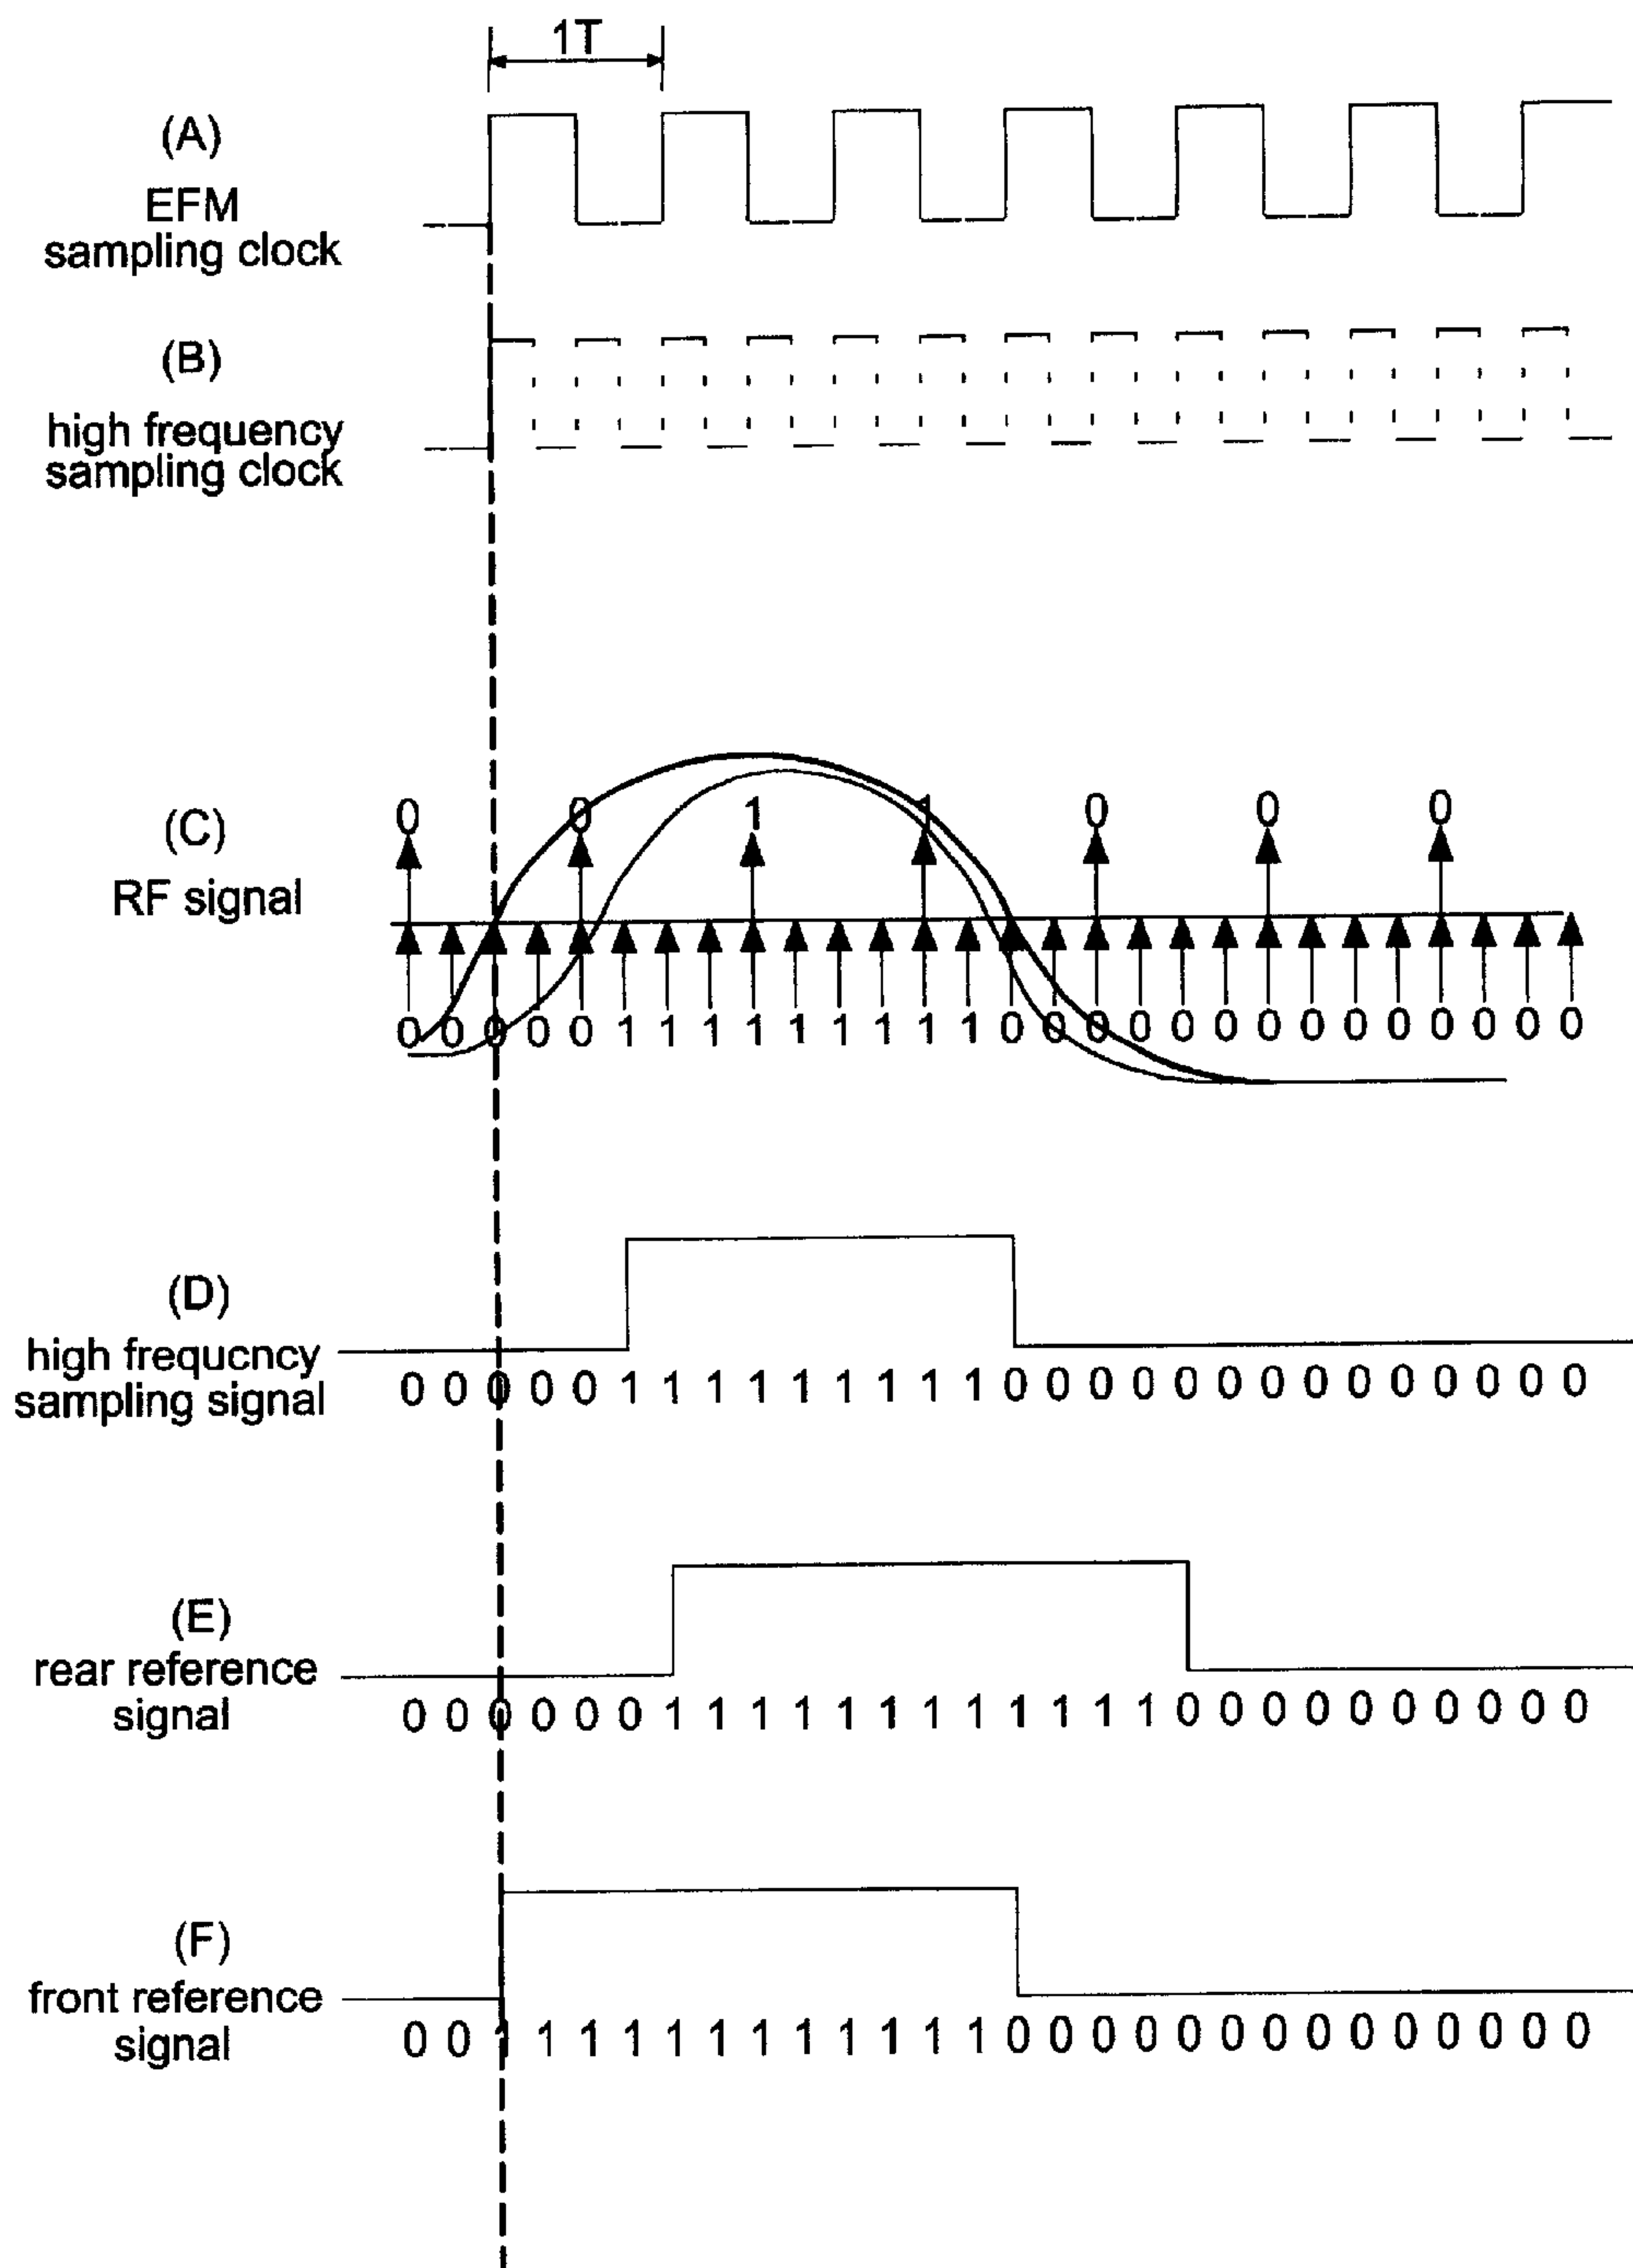 1T
(A)
EFM
sampling clock
(B)
high frequency
sampling clock
0 0 1 1 0 0 0
(C)
RF signal
0 0 0 0 0 1 1 1 1 1 1 1 1 1 0 0 0 0 0 0 0 0 0 0 0 0 0 0
(D)
high frequcncy
sampling signal
0 0 0 0 0 1 1 1 1 1 1 1 1 1 0 0 0 0 0 0 0 0 0 0 0 0 0 0
(E)
rear reference
signal
0 0 0 0 0 0 1 1 1 1 1 1 1 1 1 1 1 1 0 0 0 0 0 0 0 0 0 0
(F)
front reference
signal
0 0 1 1 1 1 1 1 1 1 1 1 1 1 0 0 0 0 0 0 0 0 0 0 0 0 0 0